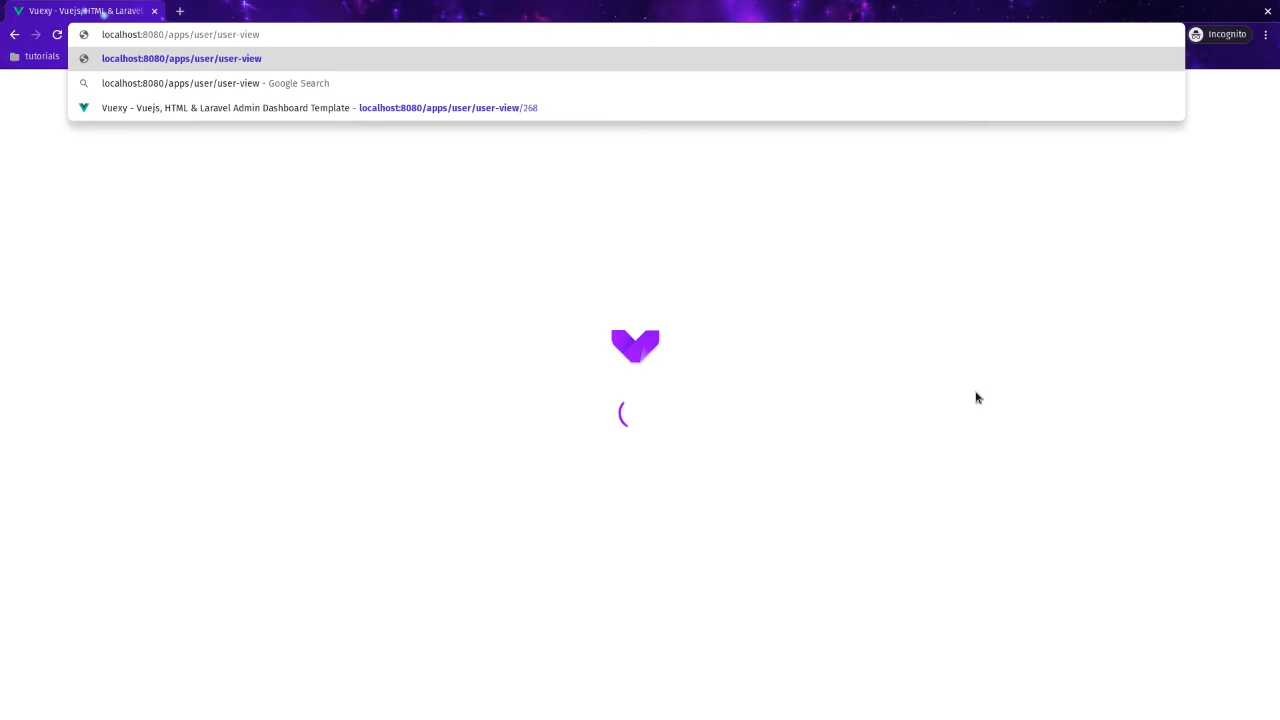 Vuexy - Vuejs, HTML & Laravel
localhost:8080/apps/user/user-view
Incognito
tutorials
localhost:8080/apps/user/user-view
localhost:8080/apps/user/user-view - Google Search
Vuexy - Vuejs, HTML & Laravel Admin Dashboard Template - localhost:8080/apps/user/user-view/268